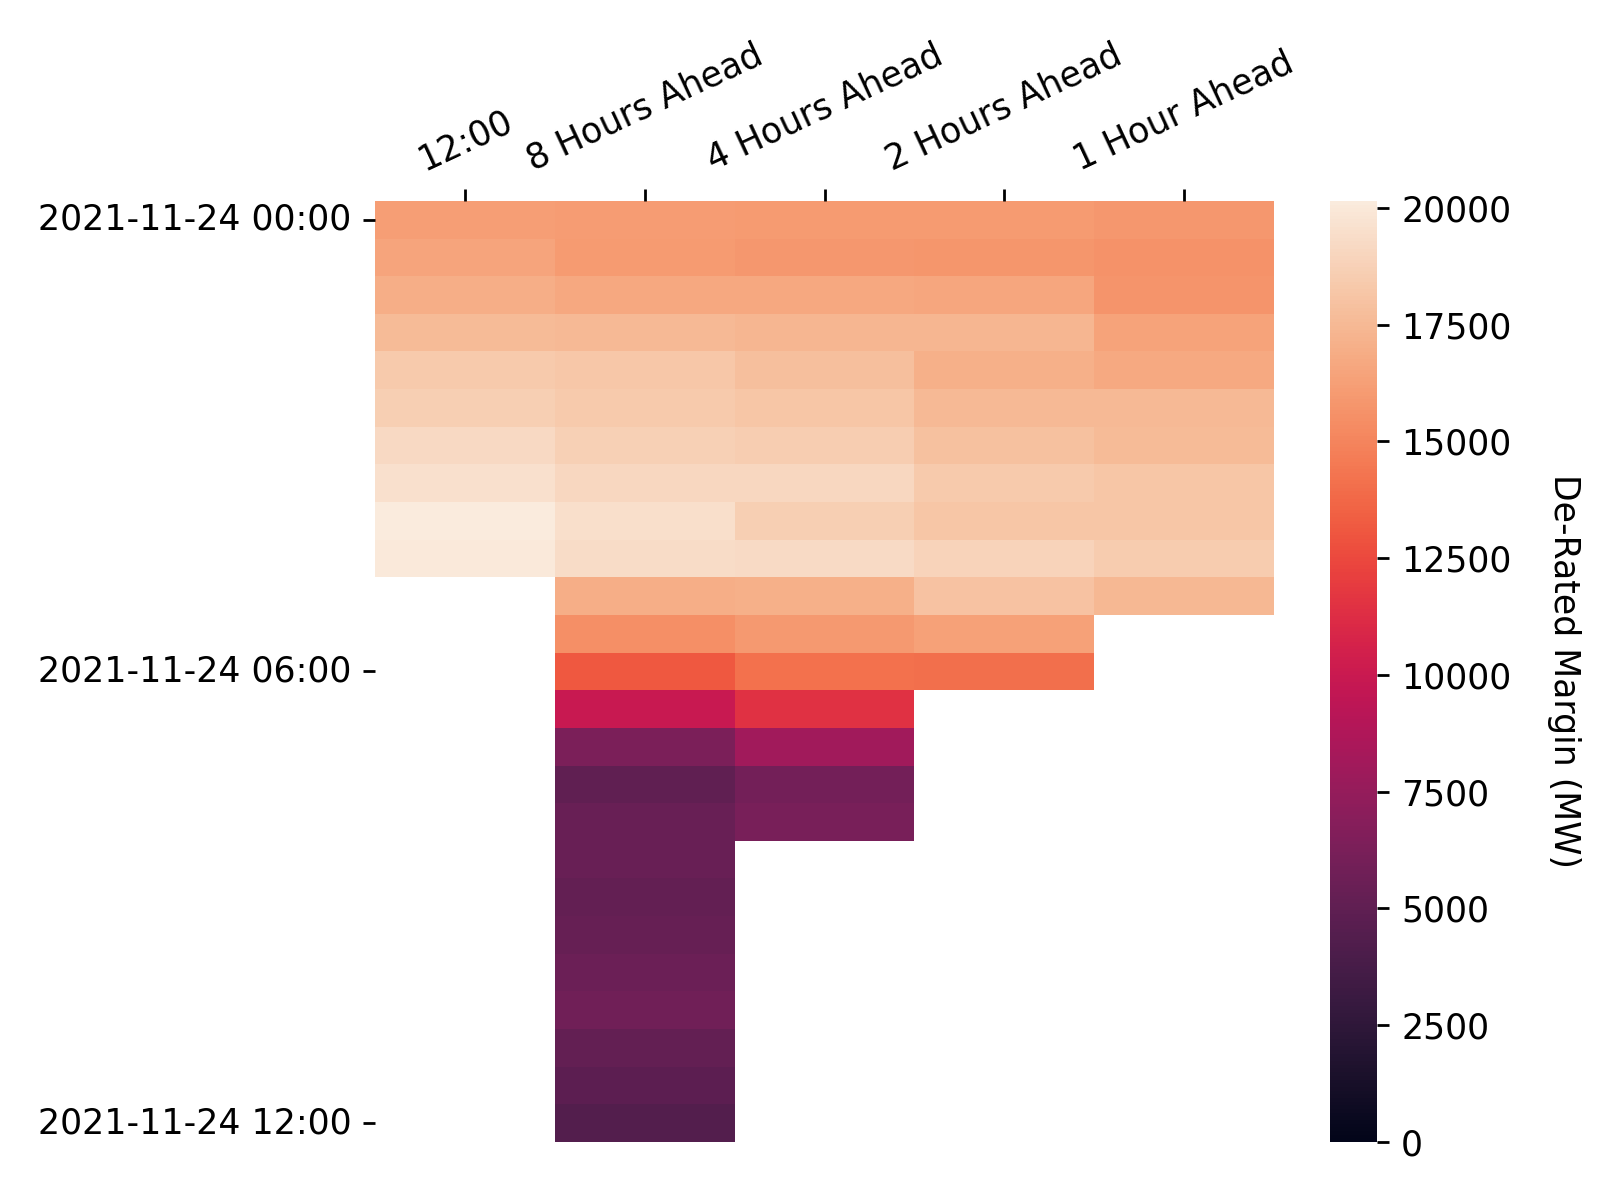 12:00
8 Hours Ahead
4 Hours Ahead
2 Hours Ahead
1 Hour Ahead
2021-11-24 00:00
2021-11-24 06:00
2021-11-24 12:00
20000
17500
15000
12500
10000
7500
5000
2500
0
De-Rated Margin (MW)